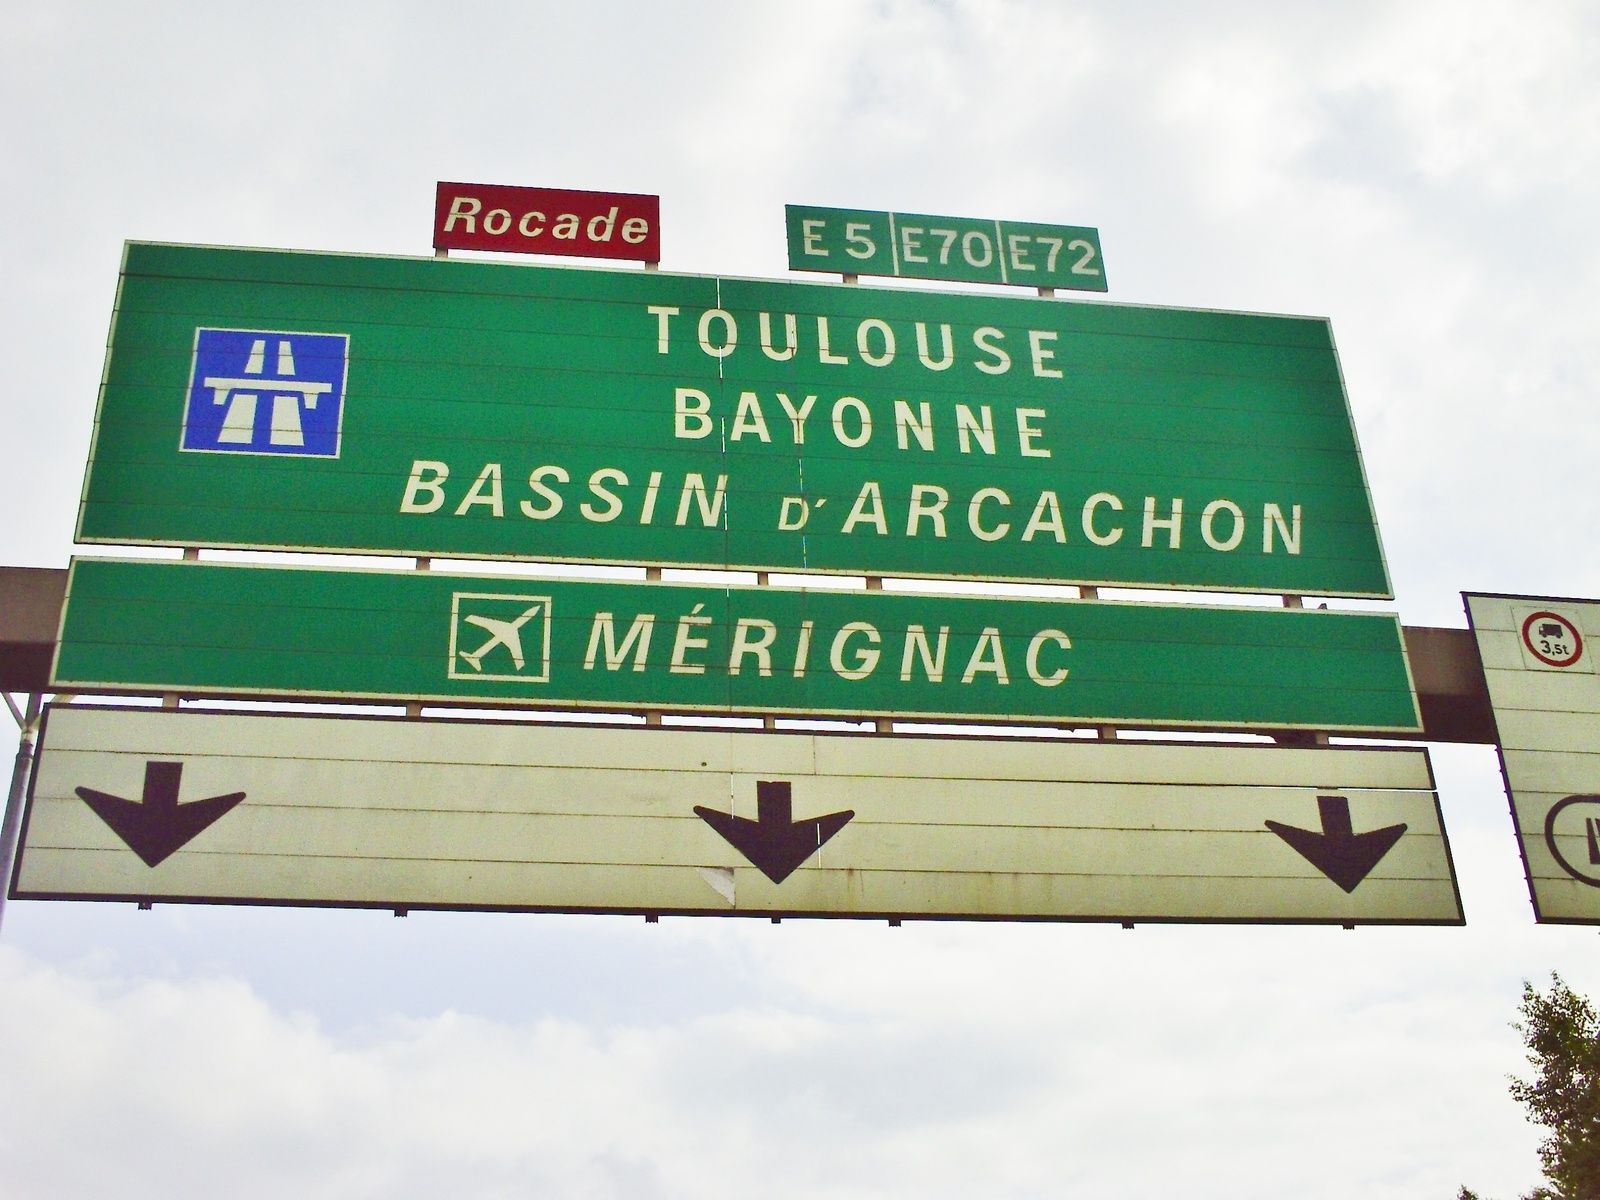 Rocade
E 5 E70 E72
TOULOUSE
BAYONNE
BASSIN D'ARCACHON
MÉRIGNAC
3,5t